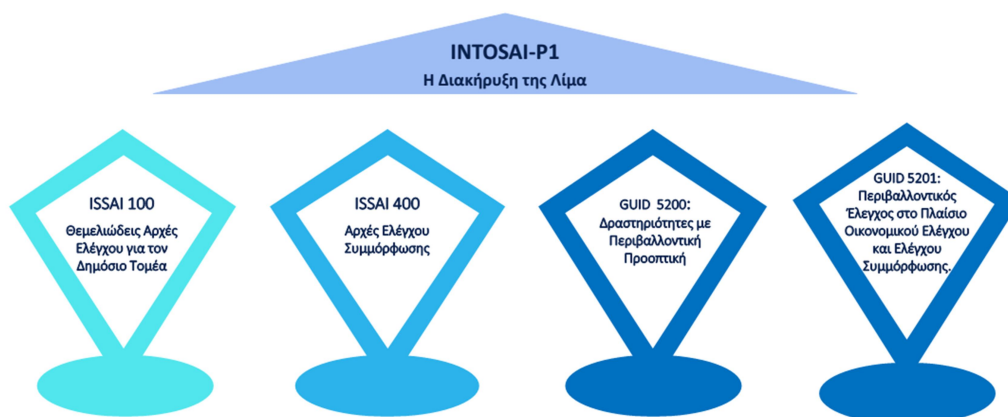 INTOSAI-P1
Η Διακήρυξη της Λίμα
ISSAI 100
Θεμελιώδεις Αρχές
Ελέγχου για τον
Δημόσιο Τομέα
ISSAI 400
Αρχές Ελέγχου
Συμμόρφωσης
GUID 5200:
Δραστηριότητες με
Περιβαλλοντική
Προοπτική
GUID 5201:
Περιβαλλοντικός
Έλεγχος στο Πλαίσιο
Οικονομικού Ελέγχου
και Ελέγχου
Συμμόρφωσης.